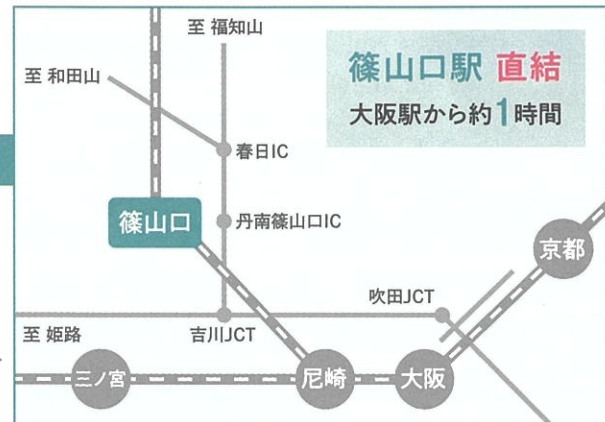 至 福知山
篠山口駅 直結
大阪駅から約1時間
至 和田山
春日IC
篠山口
丹南篠山口IC
京都
吹田JCT
至 姫路
吉川JCT
三ノ宮
尼崎
大阪